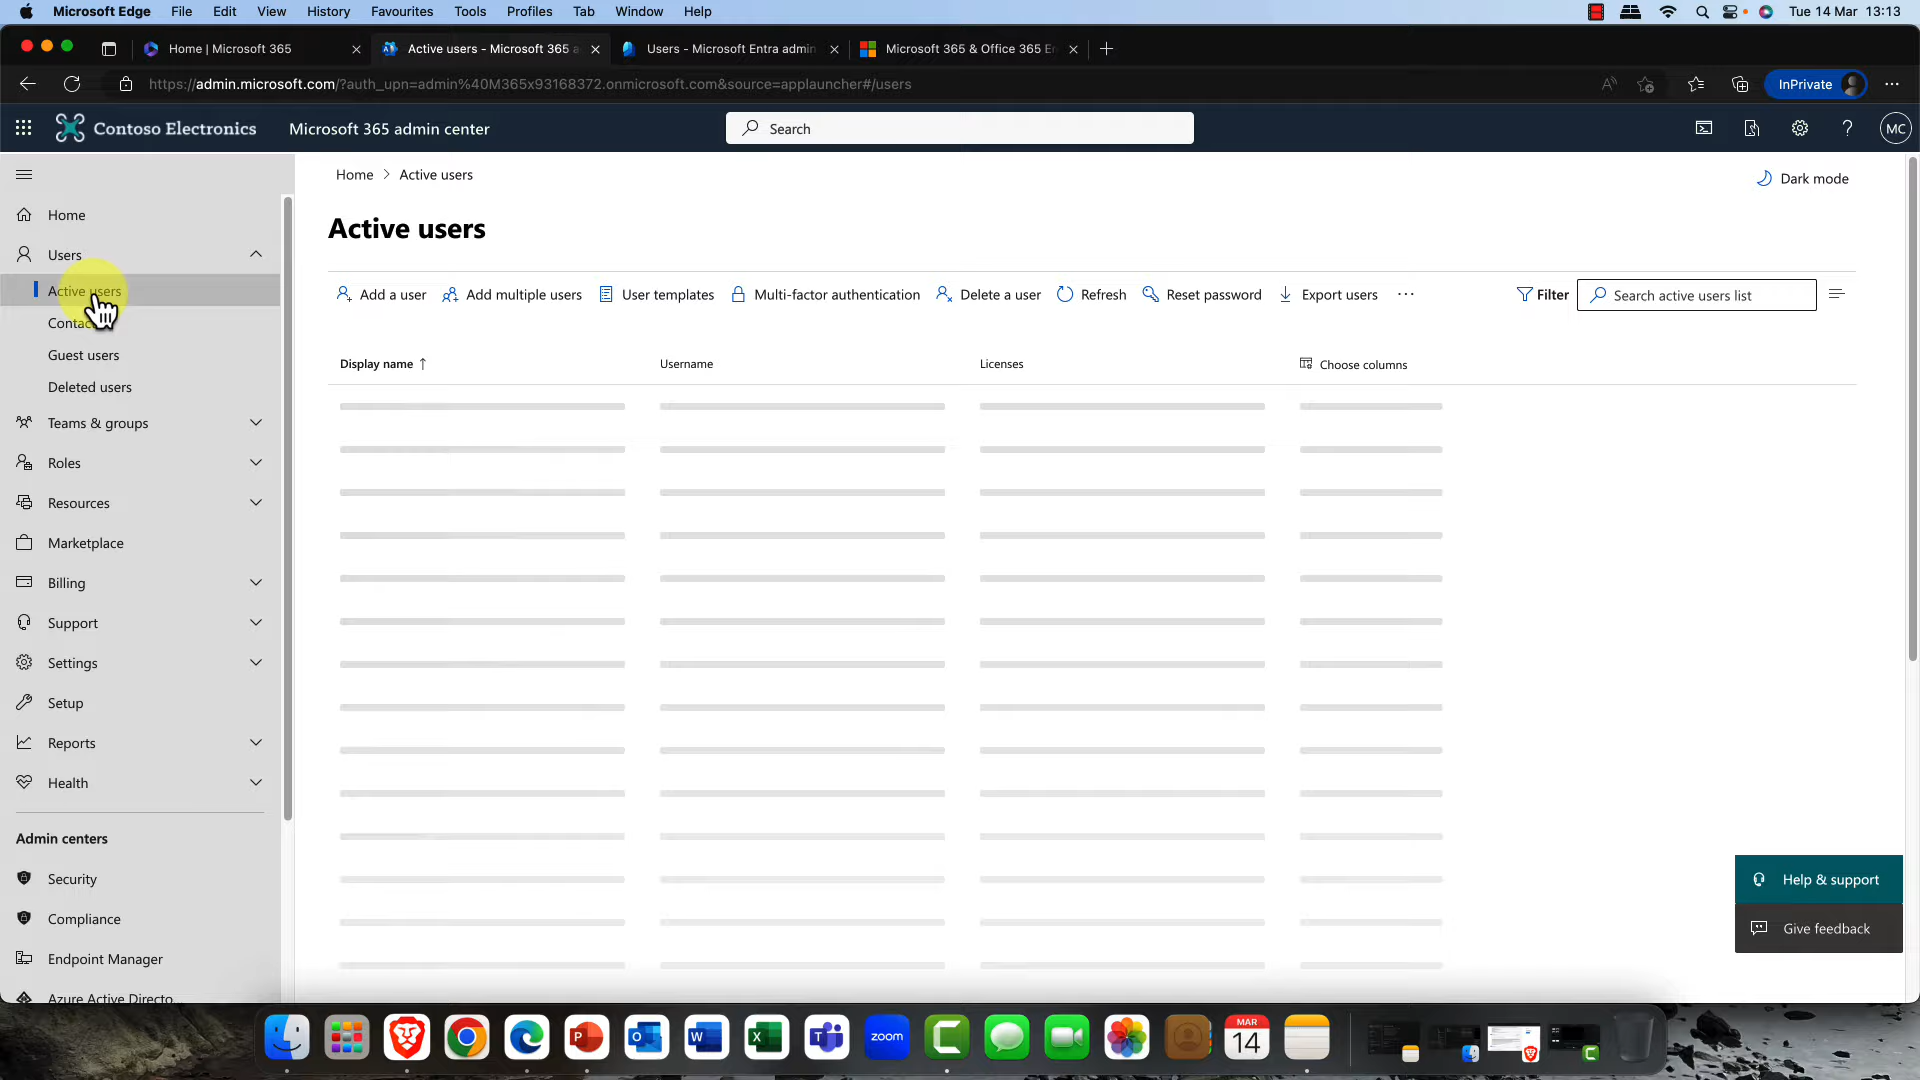 Microsoft Edge File Edit View History Favourites Tools Profiles Tab Window Help Tue 14 Mar 13:13
Home | Microsoft 365
Active users - Microsoft 365 a
Users - Microsoft Entra admin
Microsoft 365 & Office 365 En
https://admin.microsoft.com/?auth_upn=admin%40M365x93168372.onmicrosoft.com&source=applauncher#/users
InPrivate
Contoso Electronics
Microsoft 365 admin center
Search
MC
Home
Users
Active users
Contac
Guest users
Deleted users
Teams & groups
Roles
Resources
Marketplace
Billing
Support
Settings
Setup
Reports
Health
Admin centers
Security
Compliance
Endpoint Manager
Azure Active Directo
Home > Active users
Dark mode
Active users
Add a user
Add multiple users
User templates
Multi-factor authentication
Delete a user
Refresh
Reset password
Export users
Filter
Search active users list
Display name ↑
Username
Licenses
Choose columns
Help & support
Give feedback
zoom
MAR
14